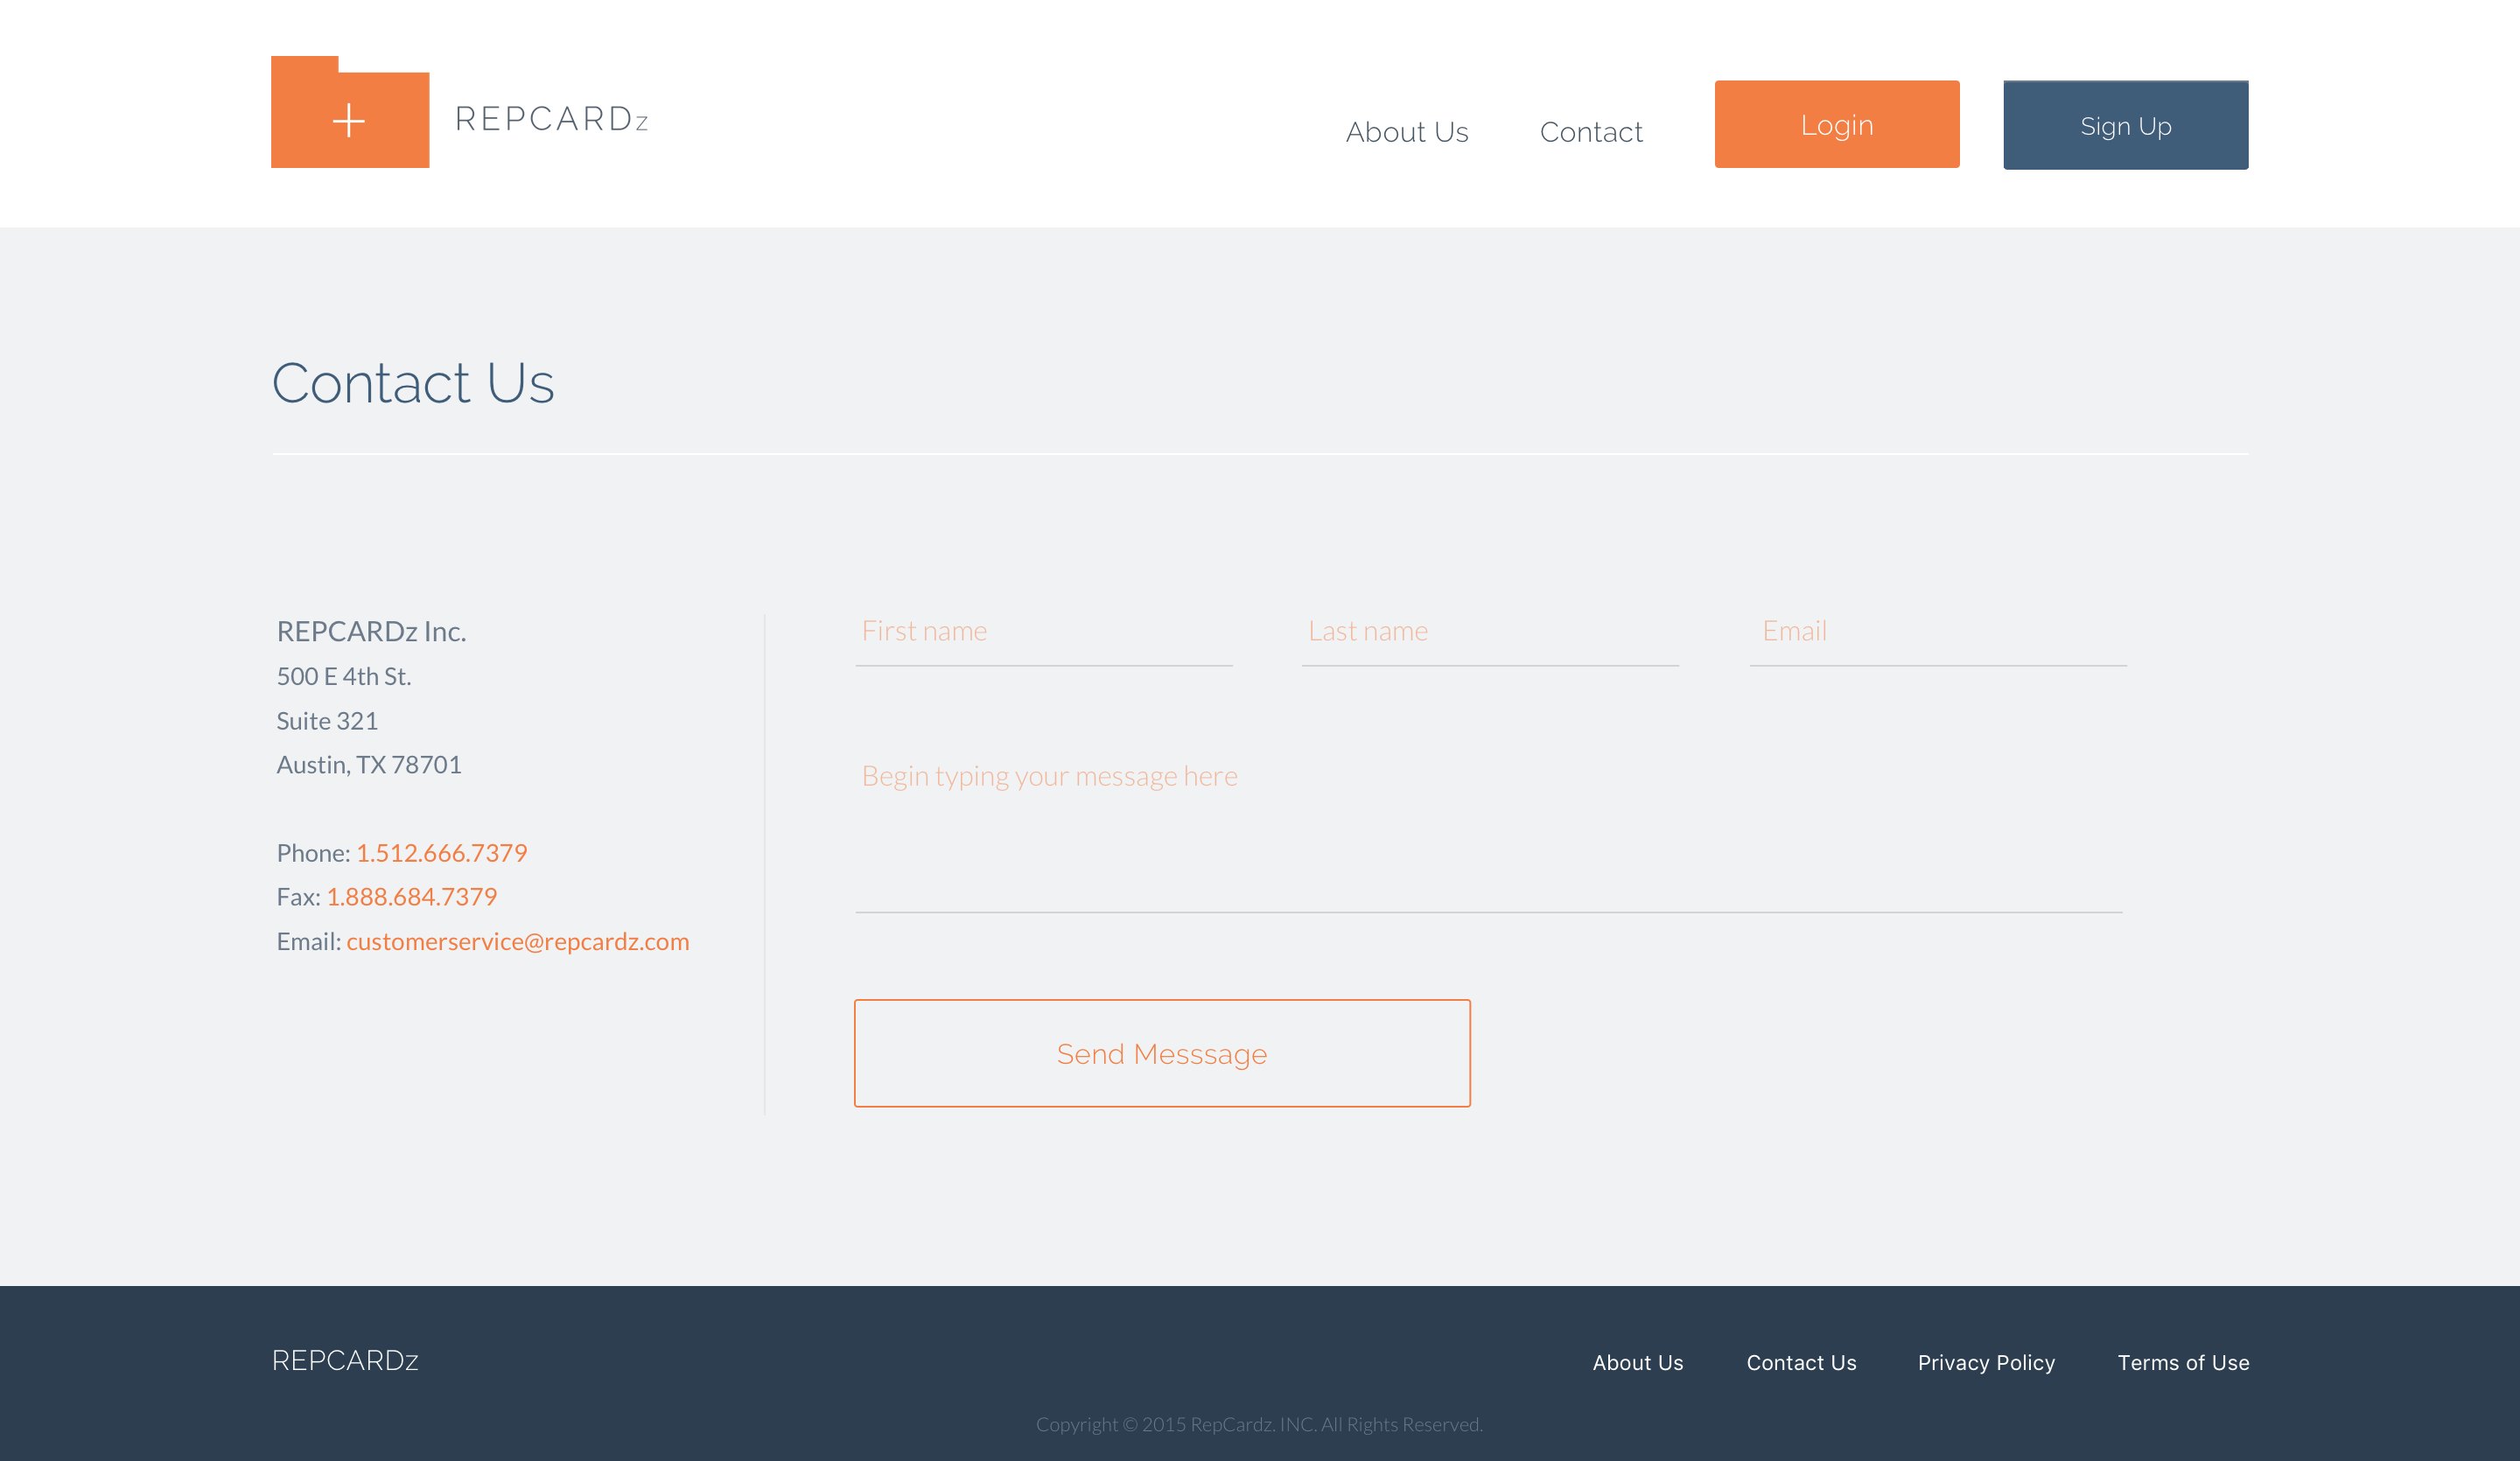 REPCARDz
About Us Contact Login Sign Up
Contact Us
REPCARDz Inc.
500 E 4th St.
Suite 321
Austin, TX 78701
Phone: 1.512.666.7379
Fax: 1.888.684.7379
Email: customerservice@repcardz.com
First name Last name Email
Begin typing your message here
Send Messsage
REPCARDz
About Us Contact Us Privacy Policy Terms of Use
Copyright © 2015 RepCardz. INC. All Rights Reserved.